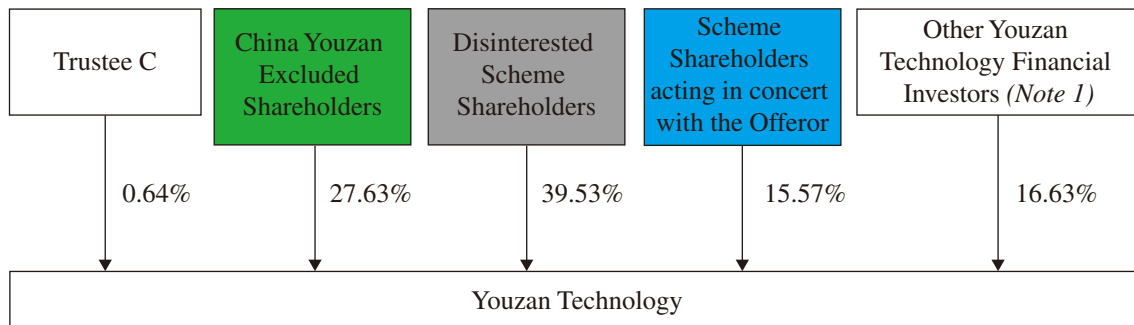 Trustee C
China Youzan
Excluded
Shareholders
Disinterested
Scheme
Shareholders
Scheme
Shareholders
acting in concert
with the Offeror
Other Youzan
Technology Financial
Investors (Note 1)
0.64%
27.63%
39.53%
15.57%
16.63%
Youzan Technology